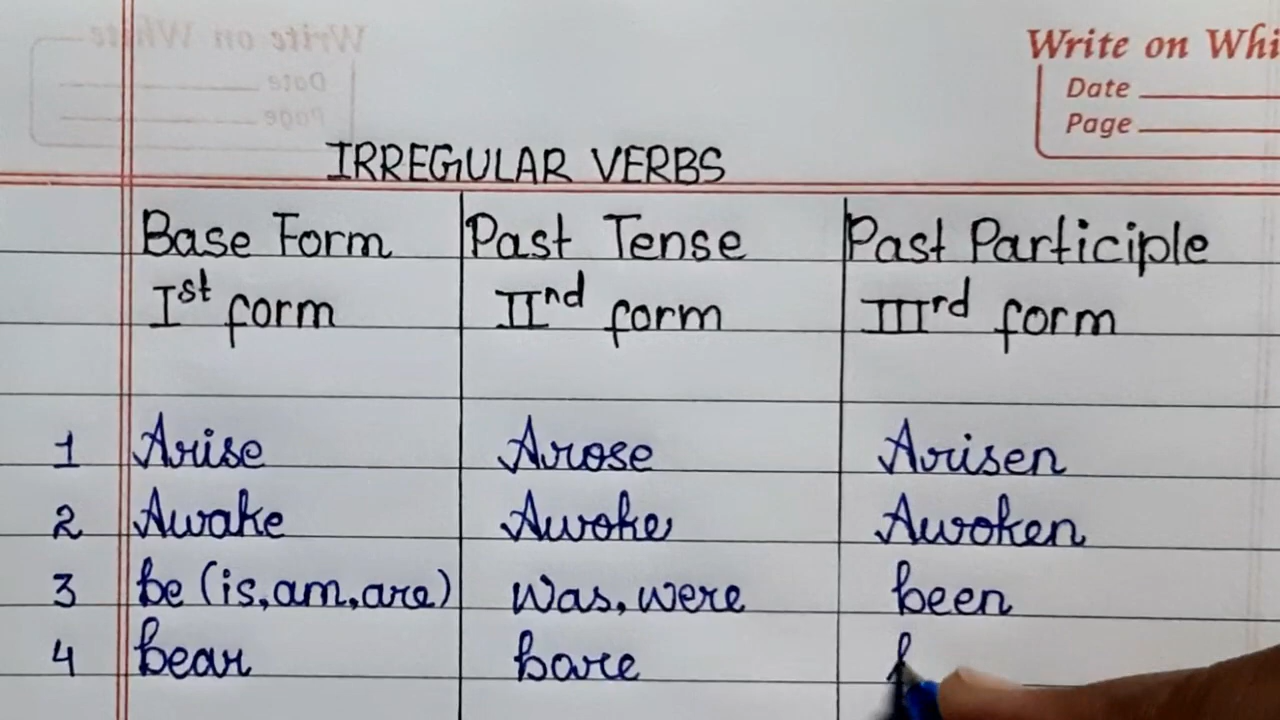 Write on Whi
Date
Page
IRREGULAR VERBS
Base Form Past Tense Past Participle
Ist form IInd form IIIrd form
1 Arise Arose Arisen
2 Awake Awoke Awoken
3 be (is, am, are) was, were been
4 bear bore